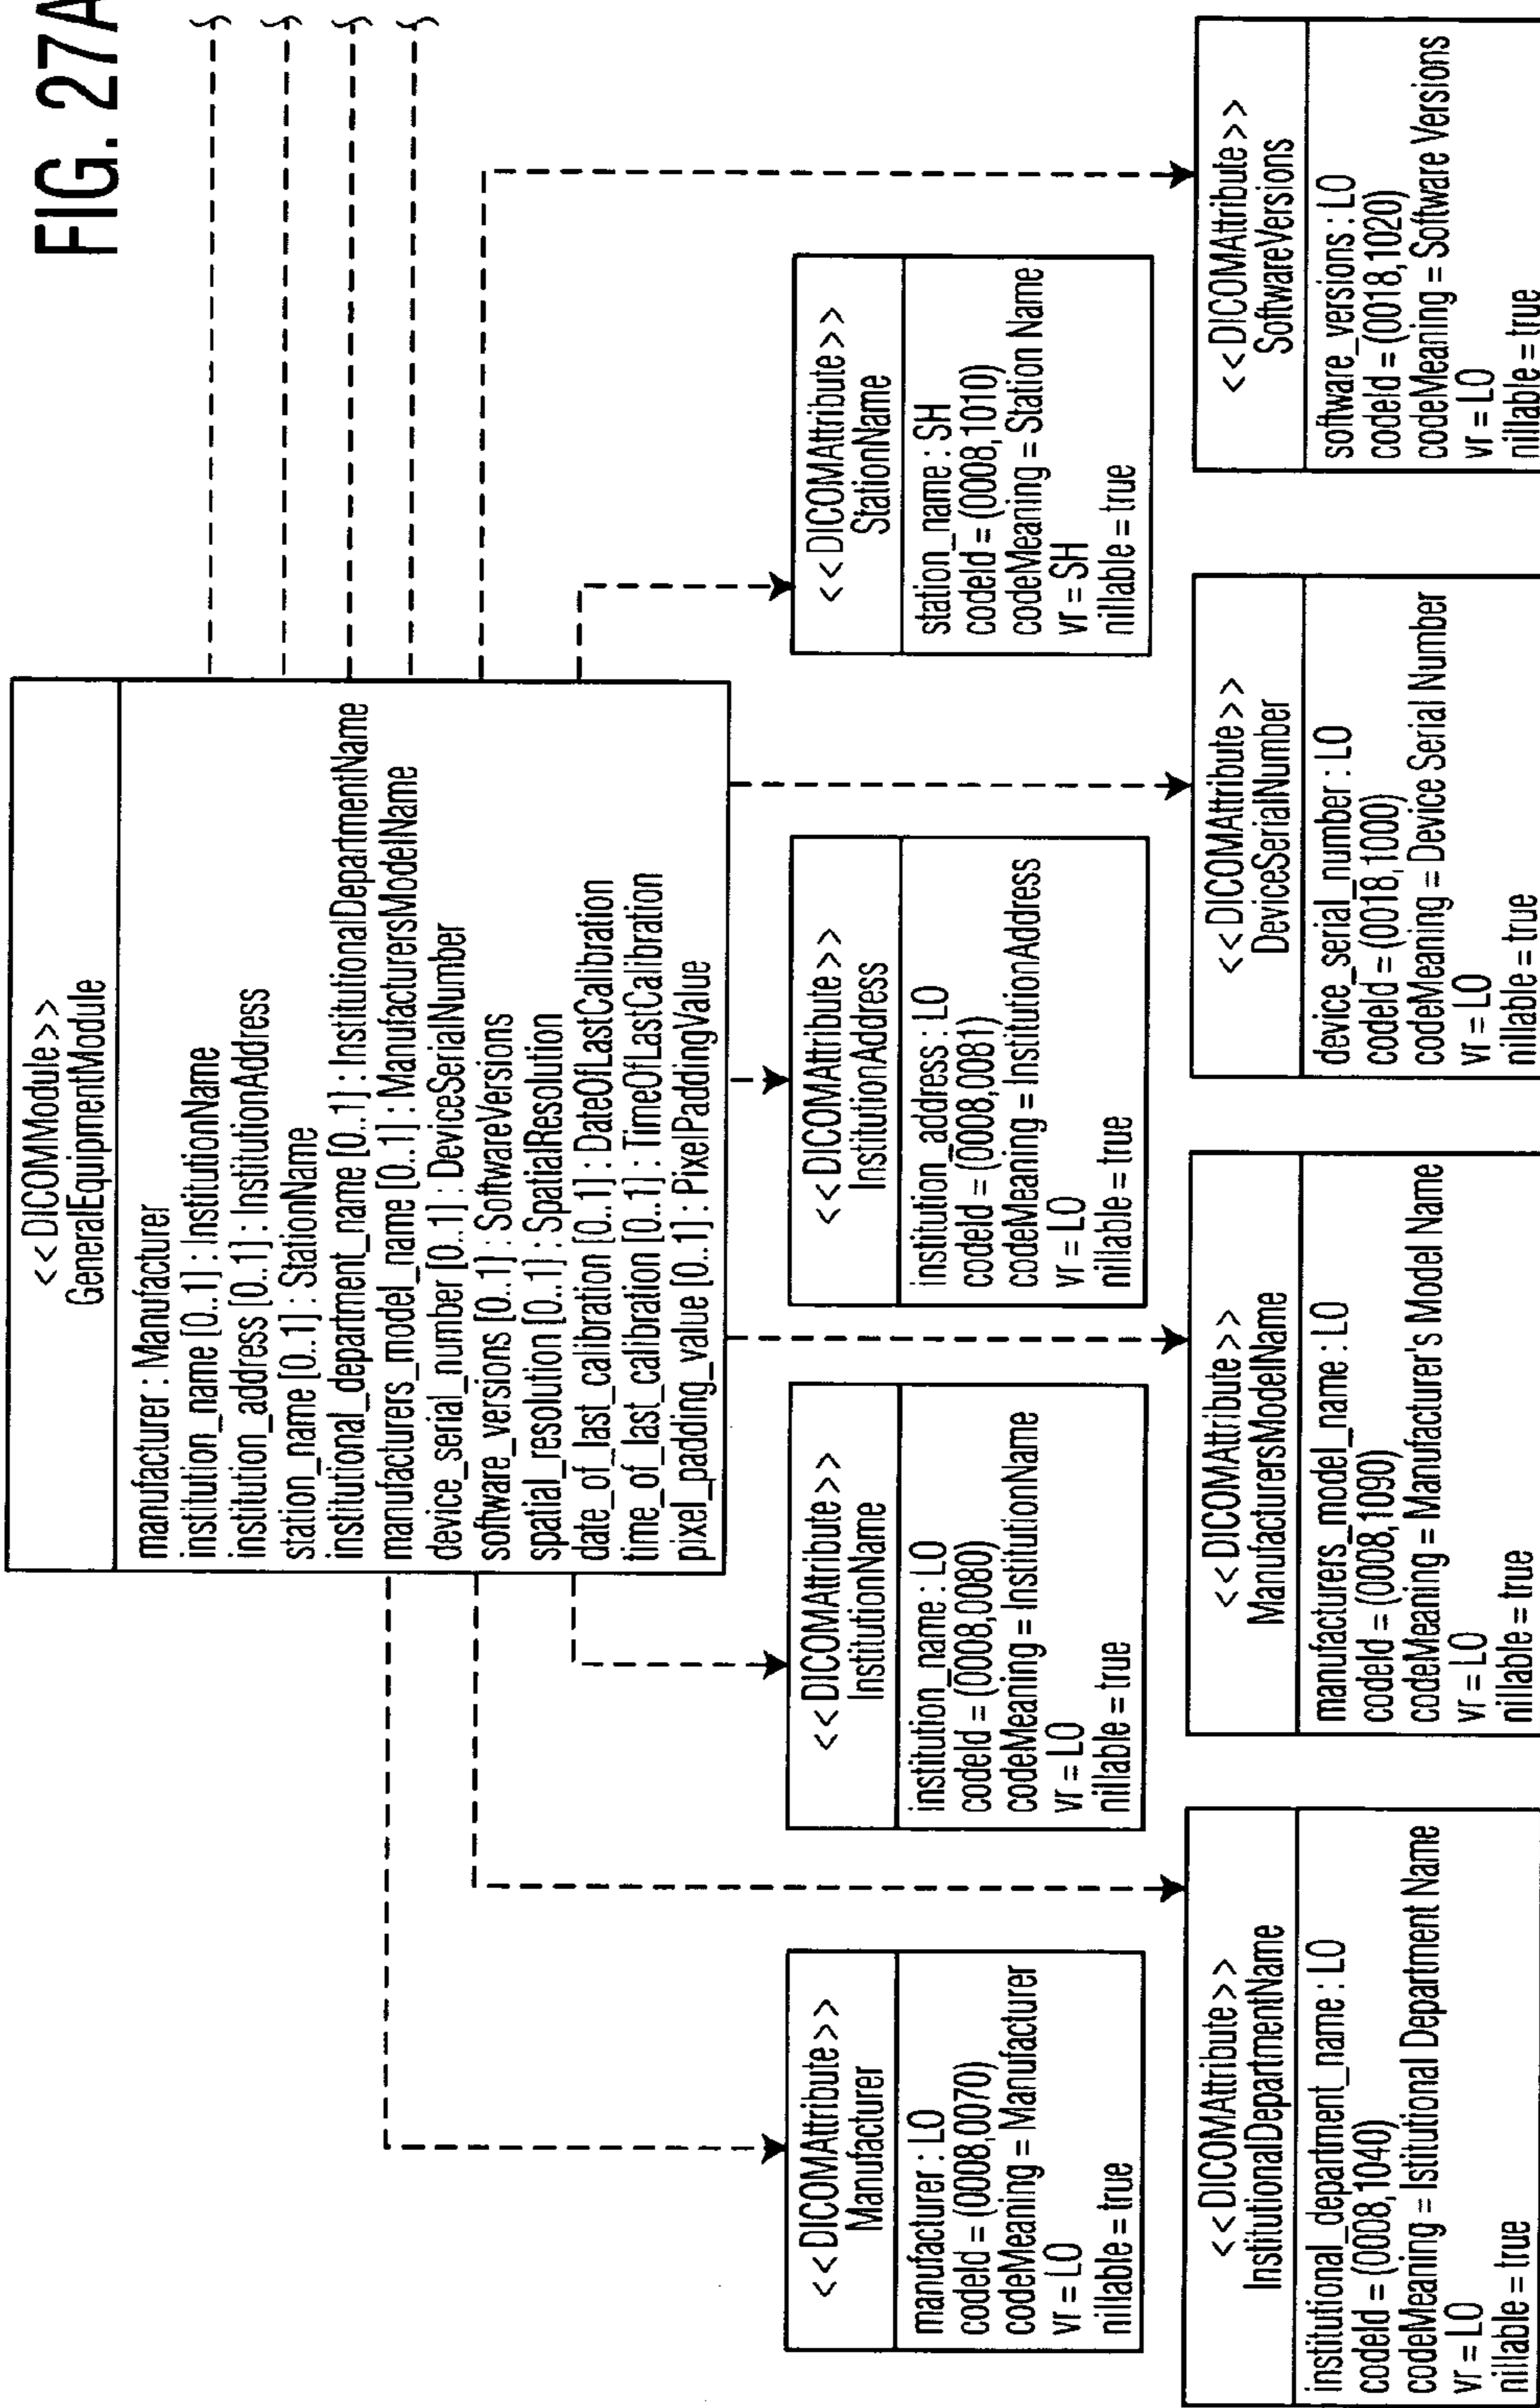 FIG. 27A
<<DICOMModule>>
GeneralEquipmentModule
manufacturer : Manufacturer
institution_name [0..1] : InstitutionName
institution_address [0..1] : InstitutionAddress
station_name [0..1] : StationName
institutional_department_name [0..1] : InstitutionalDepartmentName
manufacturers_model_name [0..1] : ManufacturersModelName
device_serial_number [0..1] : DeviceSerialNumber
software_versions [0..1] : SoftwareVersions
spatial_resolution [0..1] : SpatialResolution
date_of_last_calibration [0..1] : DateOfLastCalibration
time_of_last_calibration [0..1] : TimeOfLastCalibration
pixel_padding_value [0..1] : PixelPaddingValue
<<DICOMAttribute>>
Manufacturer
manufacturer : LO
codeId = (0008,0070)
codeMeaning = Manufacturer
vr = LO
nillable = true
<<DICOMAttribute>>
InstitutionName
institution_name : LO
codeId = (0008,0080)
codeMeaning = InstitutionName
vr = LO
nillable = true
<<DICOMAttribute>>
InstitutionAddress
institution_address : LO
codeId = (0008,0081)
codeMeaning = InstitutionAddress
vr = LO
nillable = true
<<DICOMAttribute>>
StationName
station_name : SH
codeId = (0008,1010)
codeMeaning = Station Name
vr = SH
nillable = true
<<DICOMAttribute>>
InstitutionalDepartmentName
institutional_department_name : LO
codeId = (0008,1040)
codeMeaning = Istitutional Department Name
vr = LO
nillable = true
<<DICOMAttribute>>
ManufacturersModelName
manufacturers_model_name : LO
codeId = (0008,1090)
codeMeaning = Manufacturer's Model Name
vr = LO
nillable = true
<<DICOMAttribute>>
DeviceSerialNumber
device_serial_number : LO
codeId = (0018,1000)
codeMeaning = Device Serial Number
vr = LO
nillable = true
<<DICOMAttribute>>
SoftwareVersions
software_versions : LO
codeId = (0018,1020)
codeMeaning = Software Versions
vr = LO
nillable = true